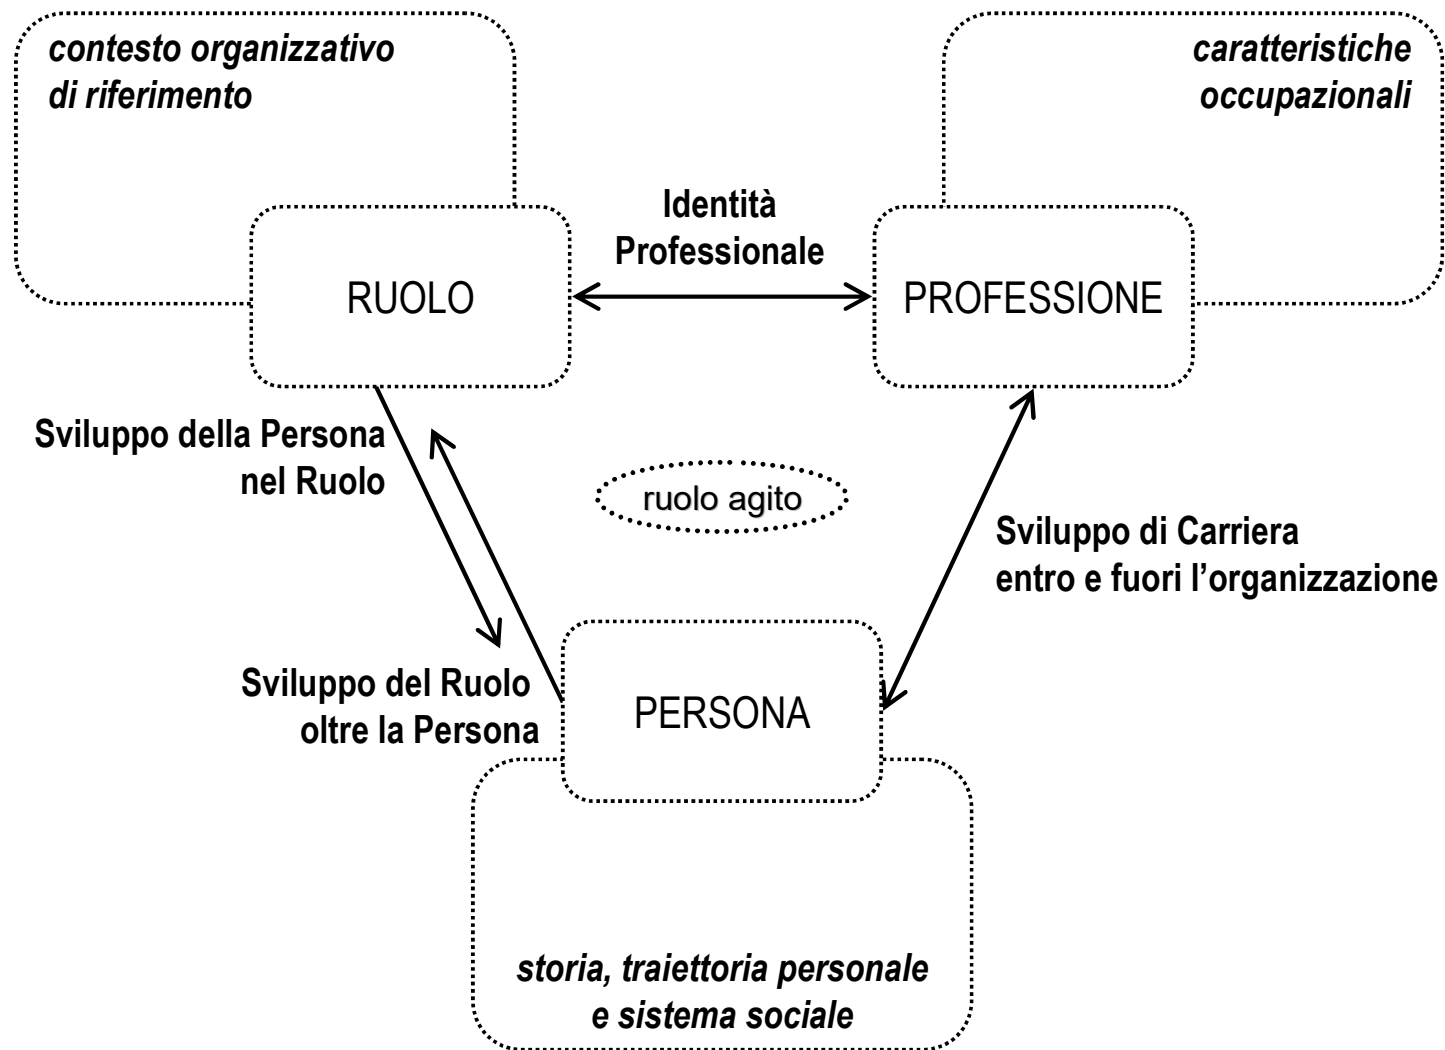 contesto organizzativo
di riferimento
caratteristiche
occupazionali
Identità
Professionale
RUOLO
PROFESSIONE
Sviluppo della Persona
nel Ruolo
ruolo agito
Sviluppo di Carriera
entro e fuori l’organizzazione
Sviluppo del Ruolo
oltre la Persona
PERSONA
storia, traiettoria personale
e sistema sociale